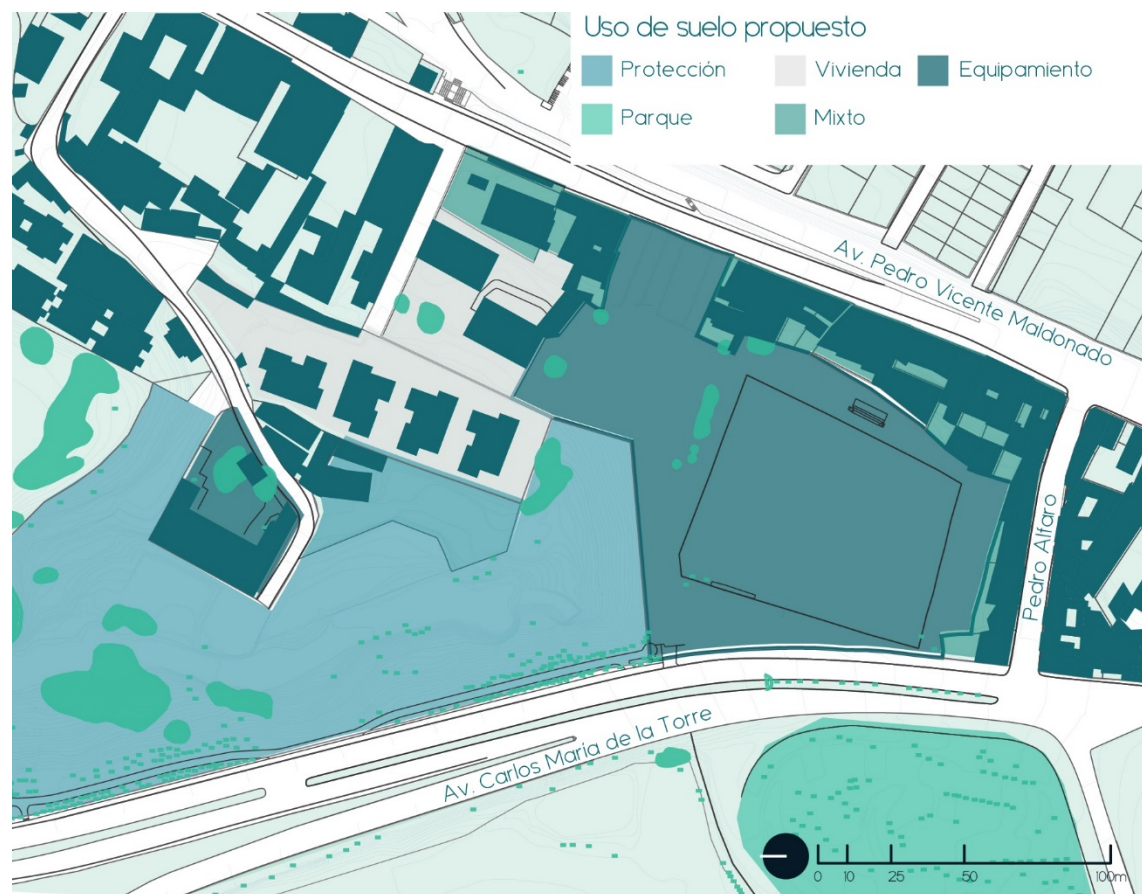 Uso de suelo propuesto
Protección
Vivienda
Equipamiento
Parque
Mixto
Av. Pedro Vicente Maldonado
Pedro Alfaro
Av. Carlos María de la Torre
0 10 25 50 100m